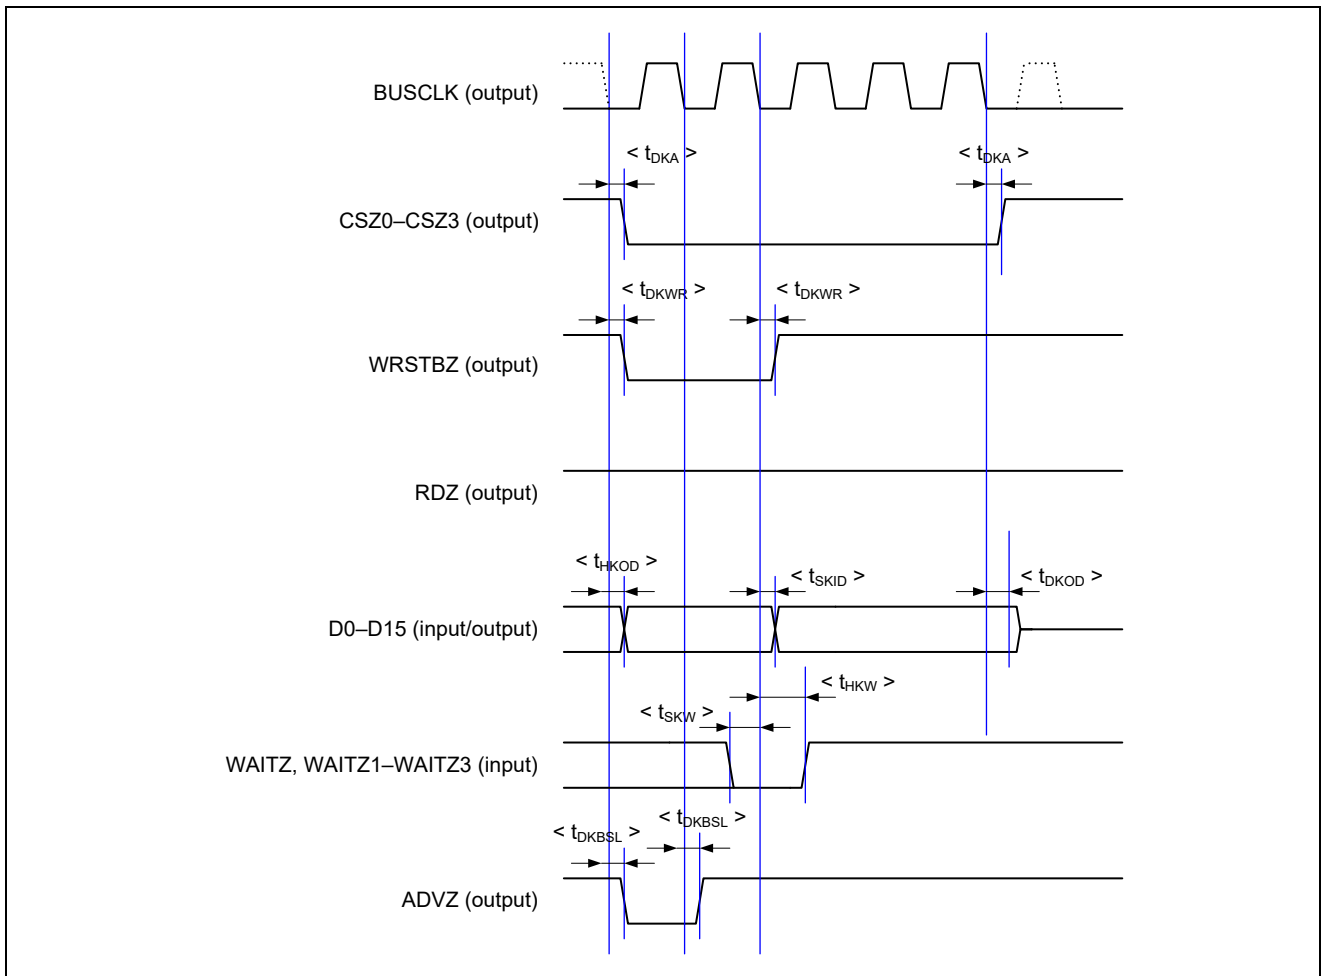 BUSCLK (output)
< tDKA >
< tDKA >
CSZ0–CSZ3 (output)
< tDKWR >
< tDKWR >
WRSTBZ (output)
RDZ (output)
< tHKOD >
< tSKID >
< tDKOD >
D0–D15 (input/output)
< tHKW >
< tSKW >
WAITZ, WAITZ1–WAITZ3 (input)
< tDKBSL >
< tDKBSL >
ADVZ (output)